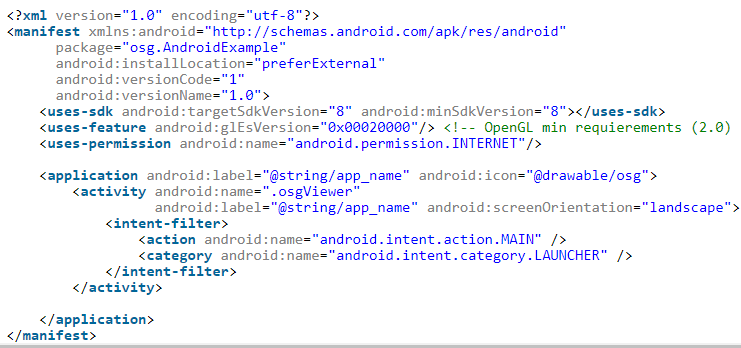 <?xml version="1.0" encoding="utf-8"?>
<manifest xmlns:android="http://schemas.android.com/apk/res/android"
      package="osg.AndroidExample"
      android:installLocation="preferExternal"
      android:versionCode="1"
      android:versionName="1.0">
    <uses-sdk android:targetSdkVersion="8" android:minSdkVersion="8"></uses-sdk>
    <uses-feature android:glEsVersion="0x00020000"/> <!-- OpenGL min requierements (2.0)
    <uses-permission android:name="android.permission.INTERNET"/>

    <application android:label="@string/app_name" android:icon="@drawable/osg">
        <activity android:name=".osgViewer"
                  android:label="@string/app_name" android:screenOrientation="landscape">
            <intent-filter>
                <action android:name="android.intent.action.MAIN" />
                <category android:name="android.intent.category.LAUNCHER" />
            </intent-filter>
        </activity>

    </application>
</manifest>